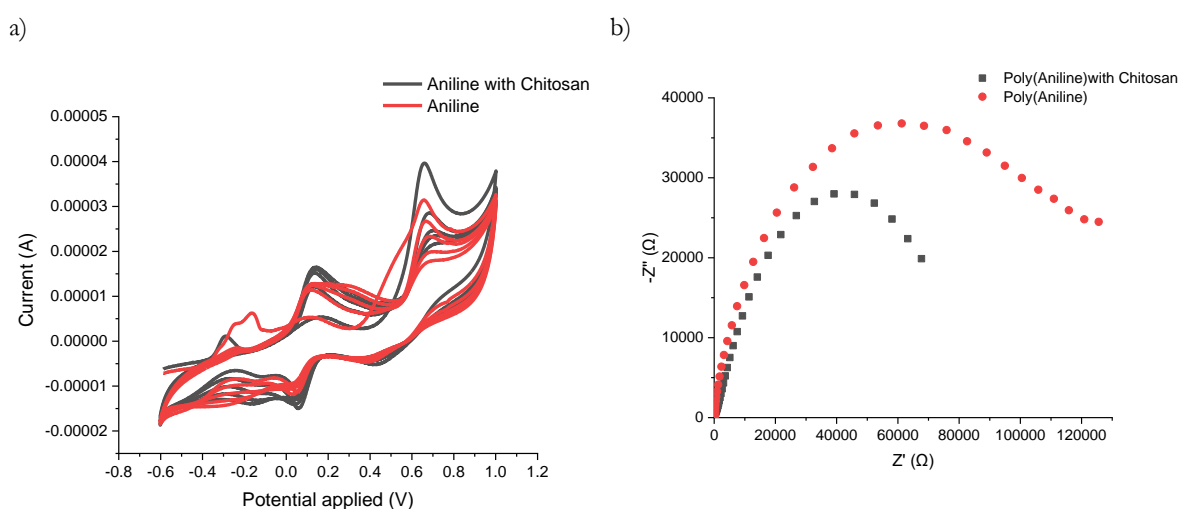 a)
Aniline with Chitosan
Aniline
0.00005
0.00004
0.00003
0.00002
0.00001
0.00000
-0.00001
-0.00002
Current (A)
-0.8 -0.6 -0.4 -0.2 0.0 0.2 0.4 0.6 0.8 1.0 1.2
Potential applied (V)
b)
Poly(Aniline)with Chitosan
Poly(Aniline)
40000
30000
20000
10000
0
-Z" (Ω)
0 20000 40000 60000 80000 100000 120000
Z' (Ω)